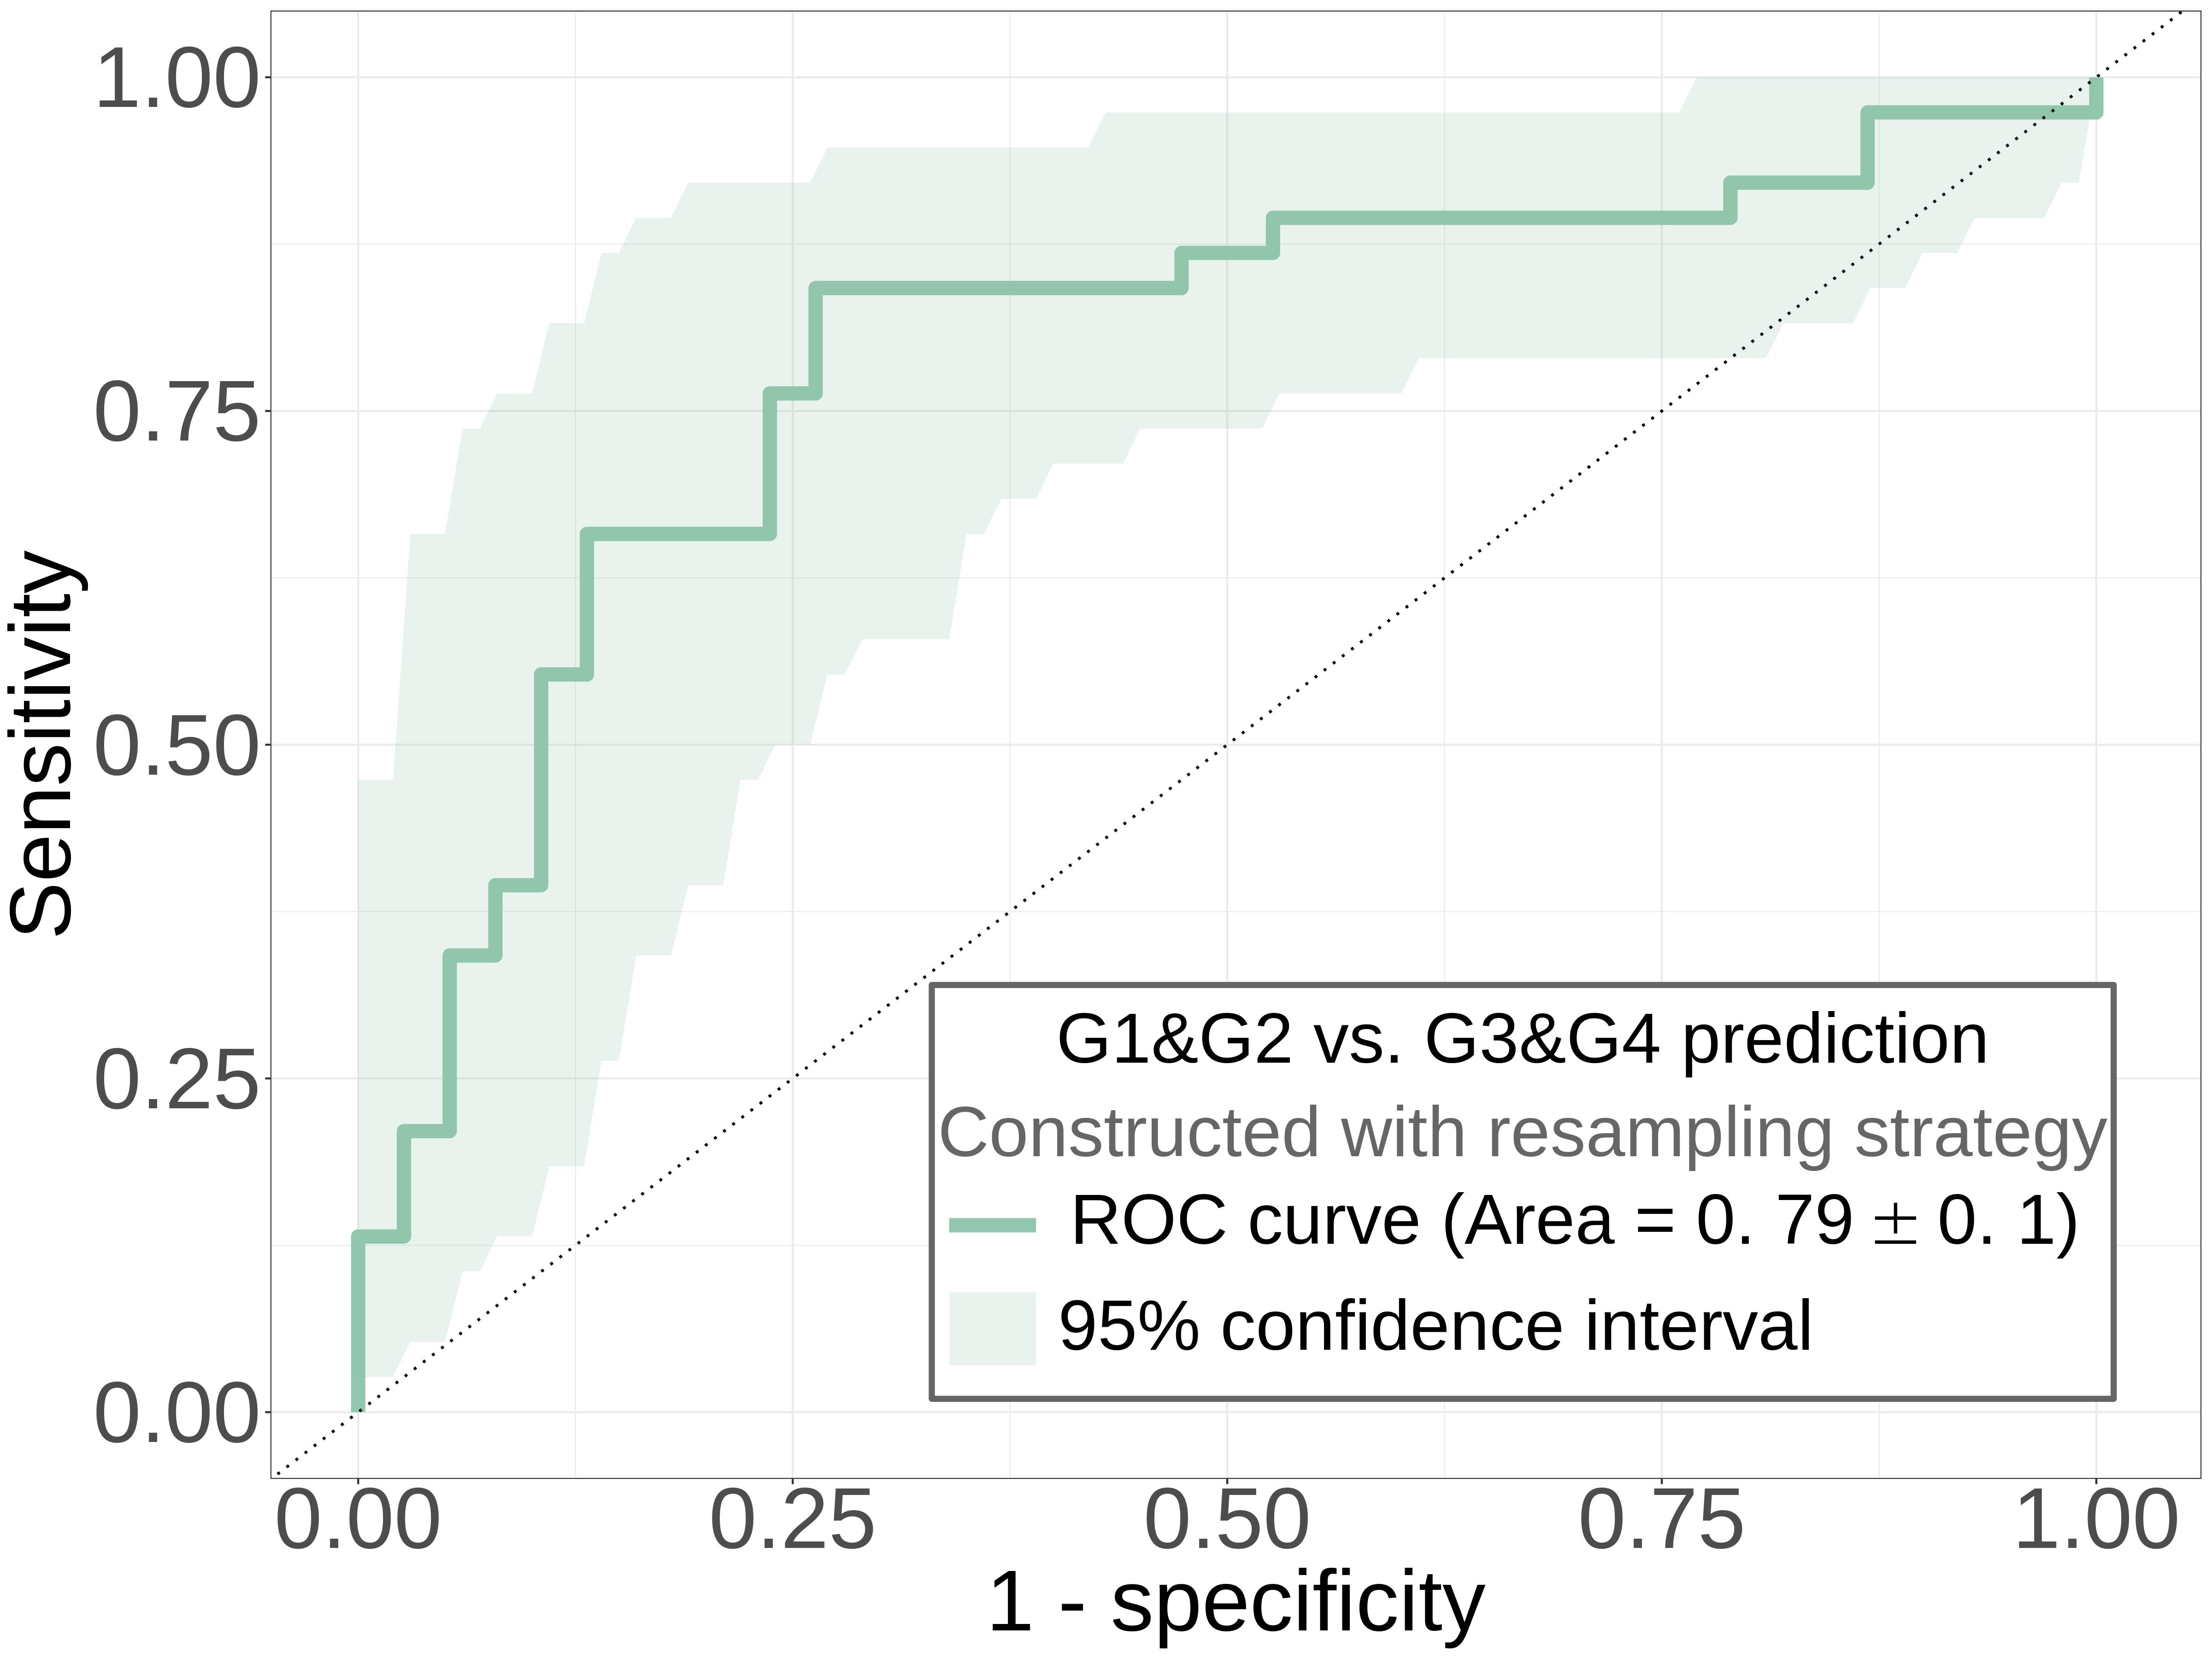 1.00
0.75
0.50
0.25
0.00
Sensitivity
G1&G2 vs. G3&G4 prediction
Constructed with resampling strategy
ROC curve (Area = 0. 79 ± 0. 1)
95% confidence interval
0.00 0.25 0.50 0.75 1.00
1 - specificity